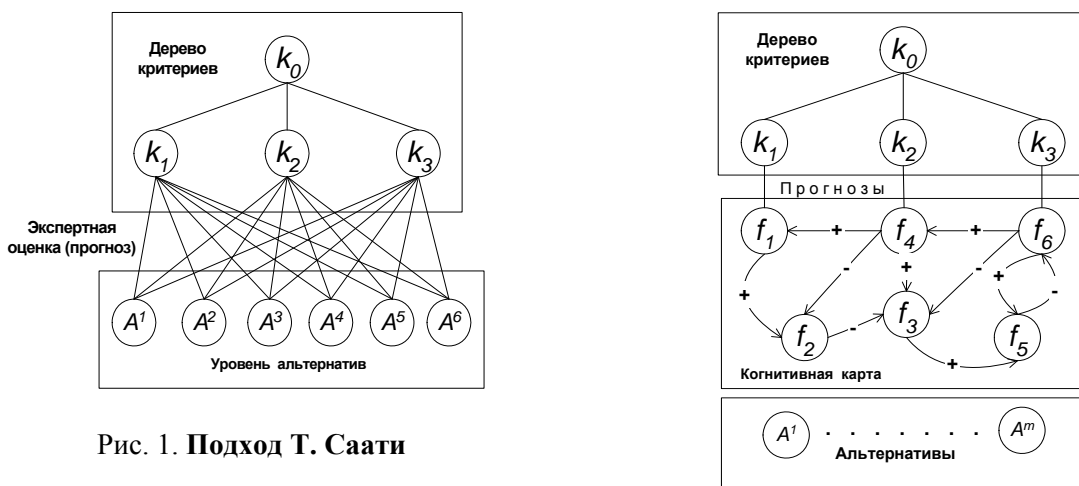 Дерево
критериев
k0
k1 k2 k3
Экспертная
оценка (прогноз)
A1 A2 A3 A4 A5 A6
Уровень альтернатив
Рис. 1. Подход Т. Саати
Дерево
критериев
k0
k1 k2 k3
Прогнозы
f1 + f4 + f6
- + - + -
+
f2 - f3 f5
+
Когнитивная карта
A1 . . . . . . . Am
Альтернативы